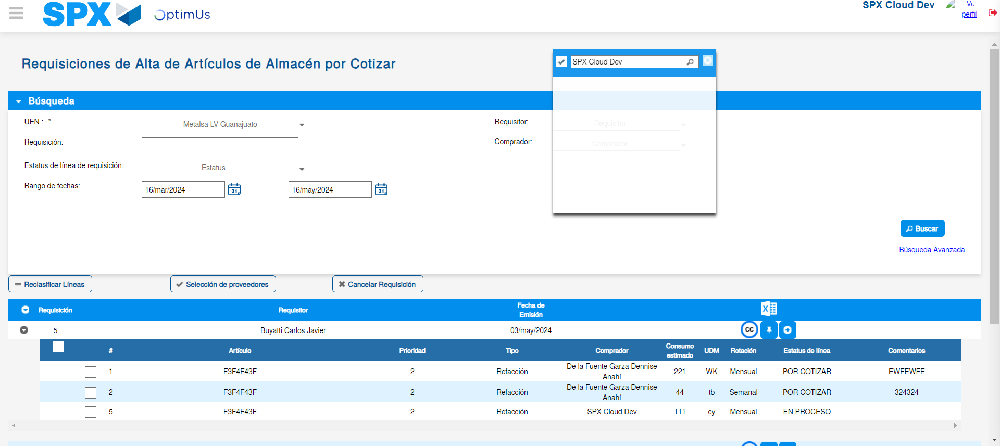 SPX OptimUs
SPX Cloud Dev
Ve
perfil
Requisiciones de Alta de Artículos de Almacén por Cotizar
SPX Cloud Dev
Búsqueda
UEN : *
Metalsa LV Guanajuato
Requisitor:
Requisitor
Requisición:
Comprador:
Comprador
Estatus de línea de requisición:
Estatus
Rango de fechas:
16/mar/2024
31
16/may/2024
31
Buscar
Búsqueda Avanzada
Reclasificar Líneas
Selección de proveedores
Cancelar Requisición
Requisición
Requisitor
Fecha de
Emisión
X
5
Buyatti Carlos Javier
03/may/2024
CC
# Artículo Prioridad Tipo Comprador Consumo estimado UDM Rotación Estatus de línea Comentarios
1 F3F4F43F 2 Refacción De la Fuente Garza Dennise Anahí 221 WK Mensual POR COTIZAR EWFEWFE
2 F3F4F43F 2 Refacción De la Fuente Garza Dennise Anahí 44 tb Semanal POR COTIZAR 324324
5 F3F4F43F 2 Refacción SPX Cloud Dev 111 cy Mensual EN PROCESO